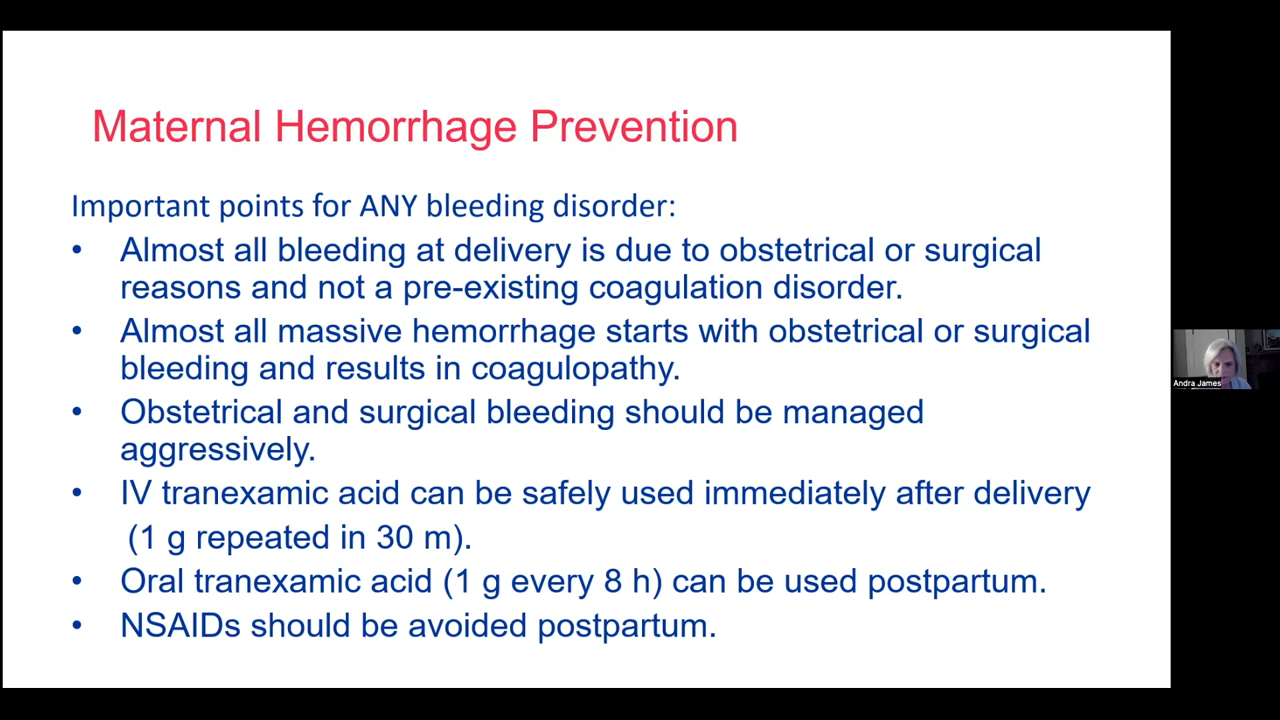 Maternal Hemorrhage Prevention
Important points for ANY bleeding disorder:
• Almost all bleeding at delivery is due to obstetrical or surgical
reasons and not a pre-existing coagulation disorder.
• Almost all massive hemorrhage starts with obstetrical or surgical
bleeding and results in coagulopathy.
• Obstetrical and surgical bleeding should be managed
aggressively.
• IV tranexamic acid can be safely used immediately after delivery
(1 g repeated in 30 m).
• Oral tranexamic acid (1 g every 8 h) can be used postpartum.
• NSAIDs should be avoided postpartum.
Andra James